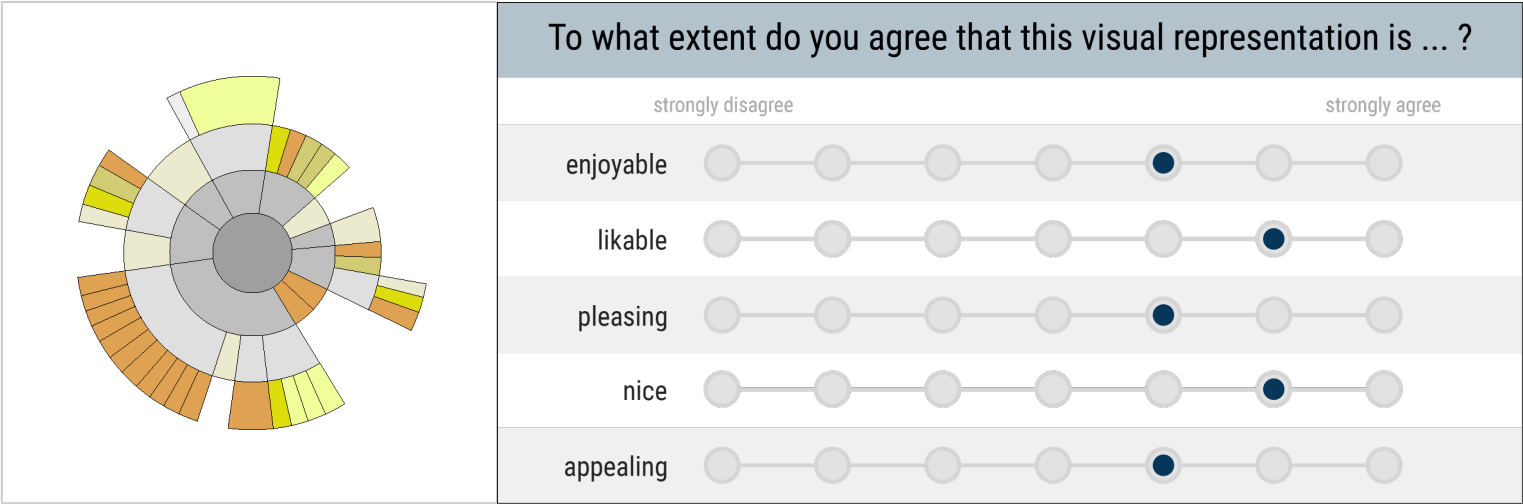 To what extent do you agree that this visual representation is ... ?
strongly disagree strongly agree
enjoyable
likable
pleasing
nice
appealing